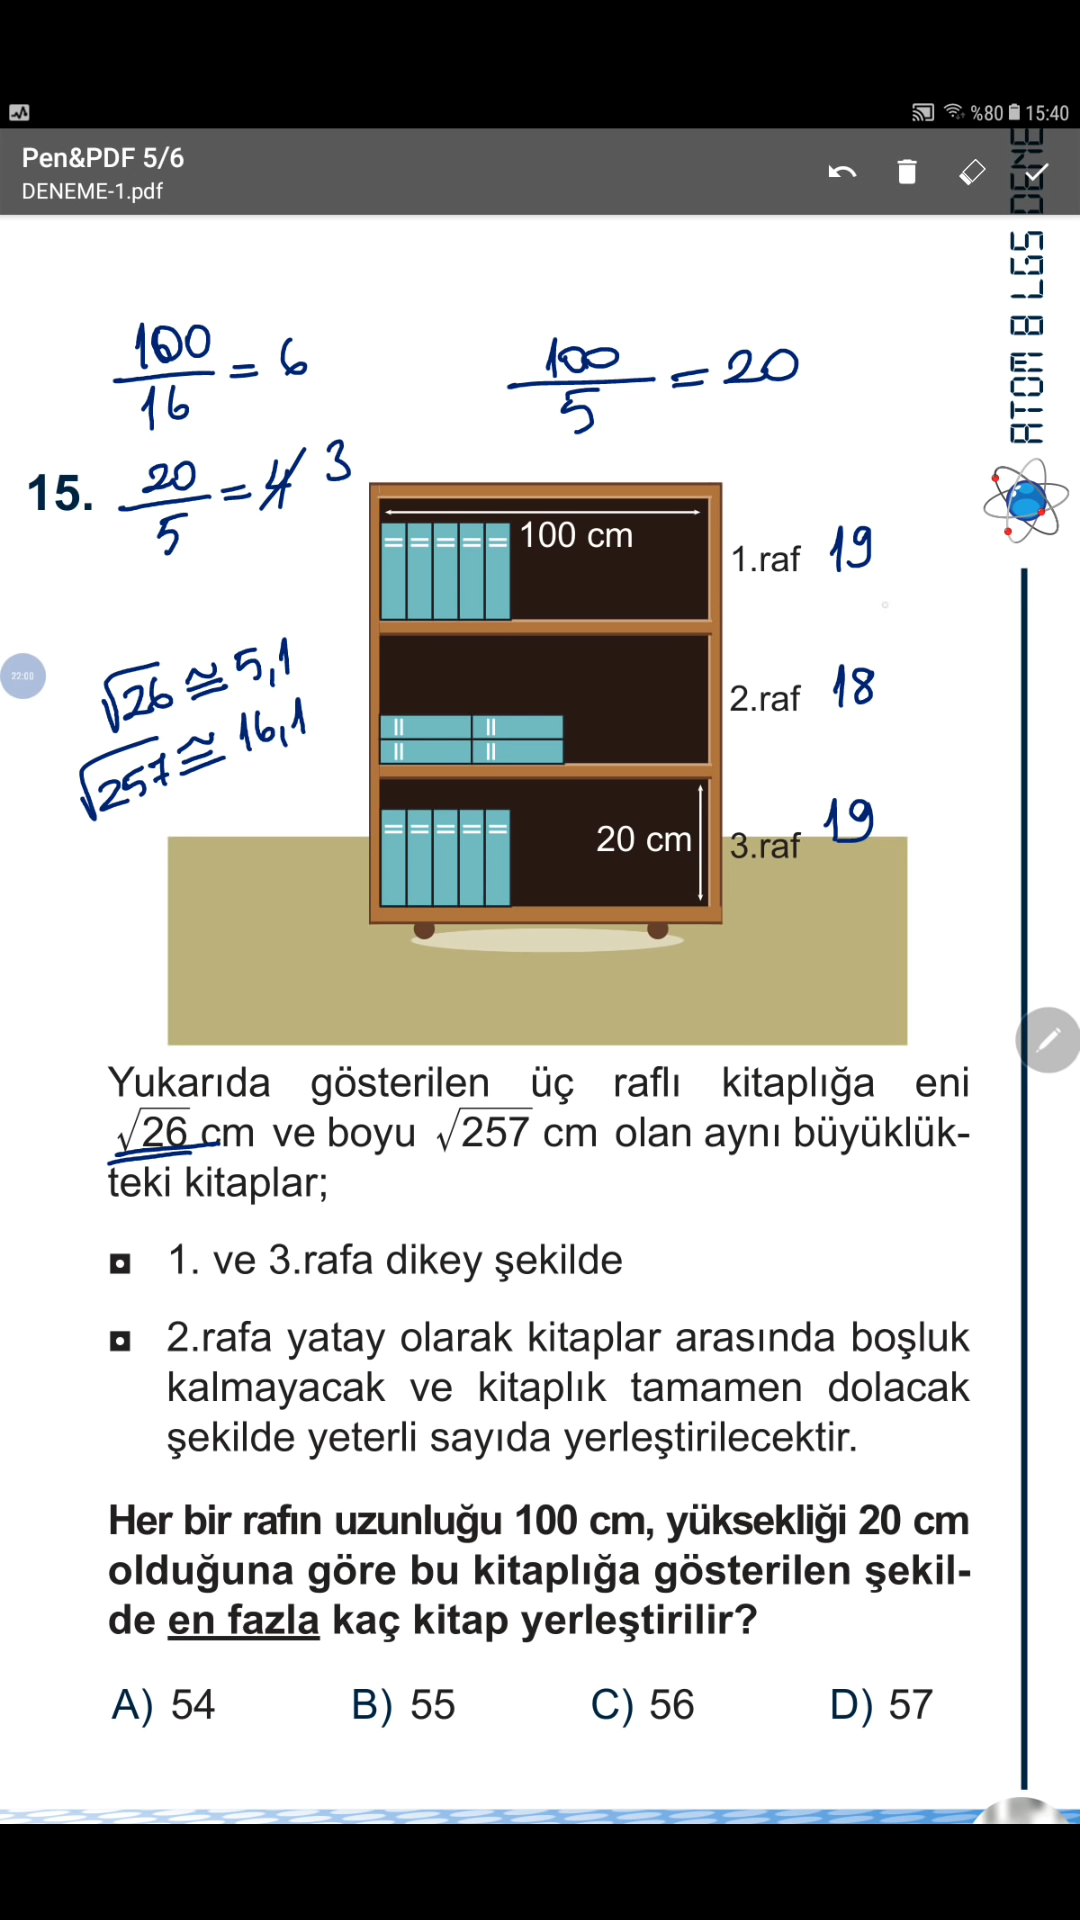 %80 15:40
Pen&PDF 5/6
DENEME-1.pdf
ATOM 8 LGS DENE
100/16 = 6
100/5 = 20
15.
20/5 = 4 3
100 cm
1.raf 19
√26 ≅ 5,1
22:00
2.raf 18
√257 ≅ 16,1
20 cm
3.raf 19
Yukarıda gösterilen üç raflı kitaplığa eni
√26 cm ve boyu √257 cm olan aynı büyüklük-
teki kitaplar;
1. ve 3.rafa dikey şekilde
2.rafa yatay olarak kitaplar arasında boşluk
kalmayacak ve kitaplık tamamen dolacak
şekilde yeterli sayıda yerleştirilecektir.
Her bir rafın uzunluğu 100 cm, yüksekliği 20 cm
olduğuna göre bu kitaplığa gösterilen şekil-
de en fazla kaç kitap yerleştirilir?
A) 54 B) 55 C) 56 D) 57